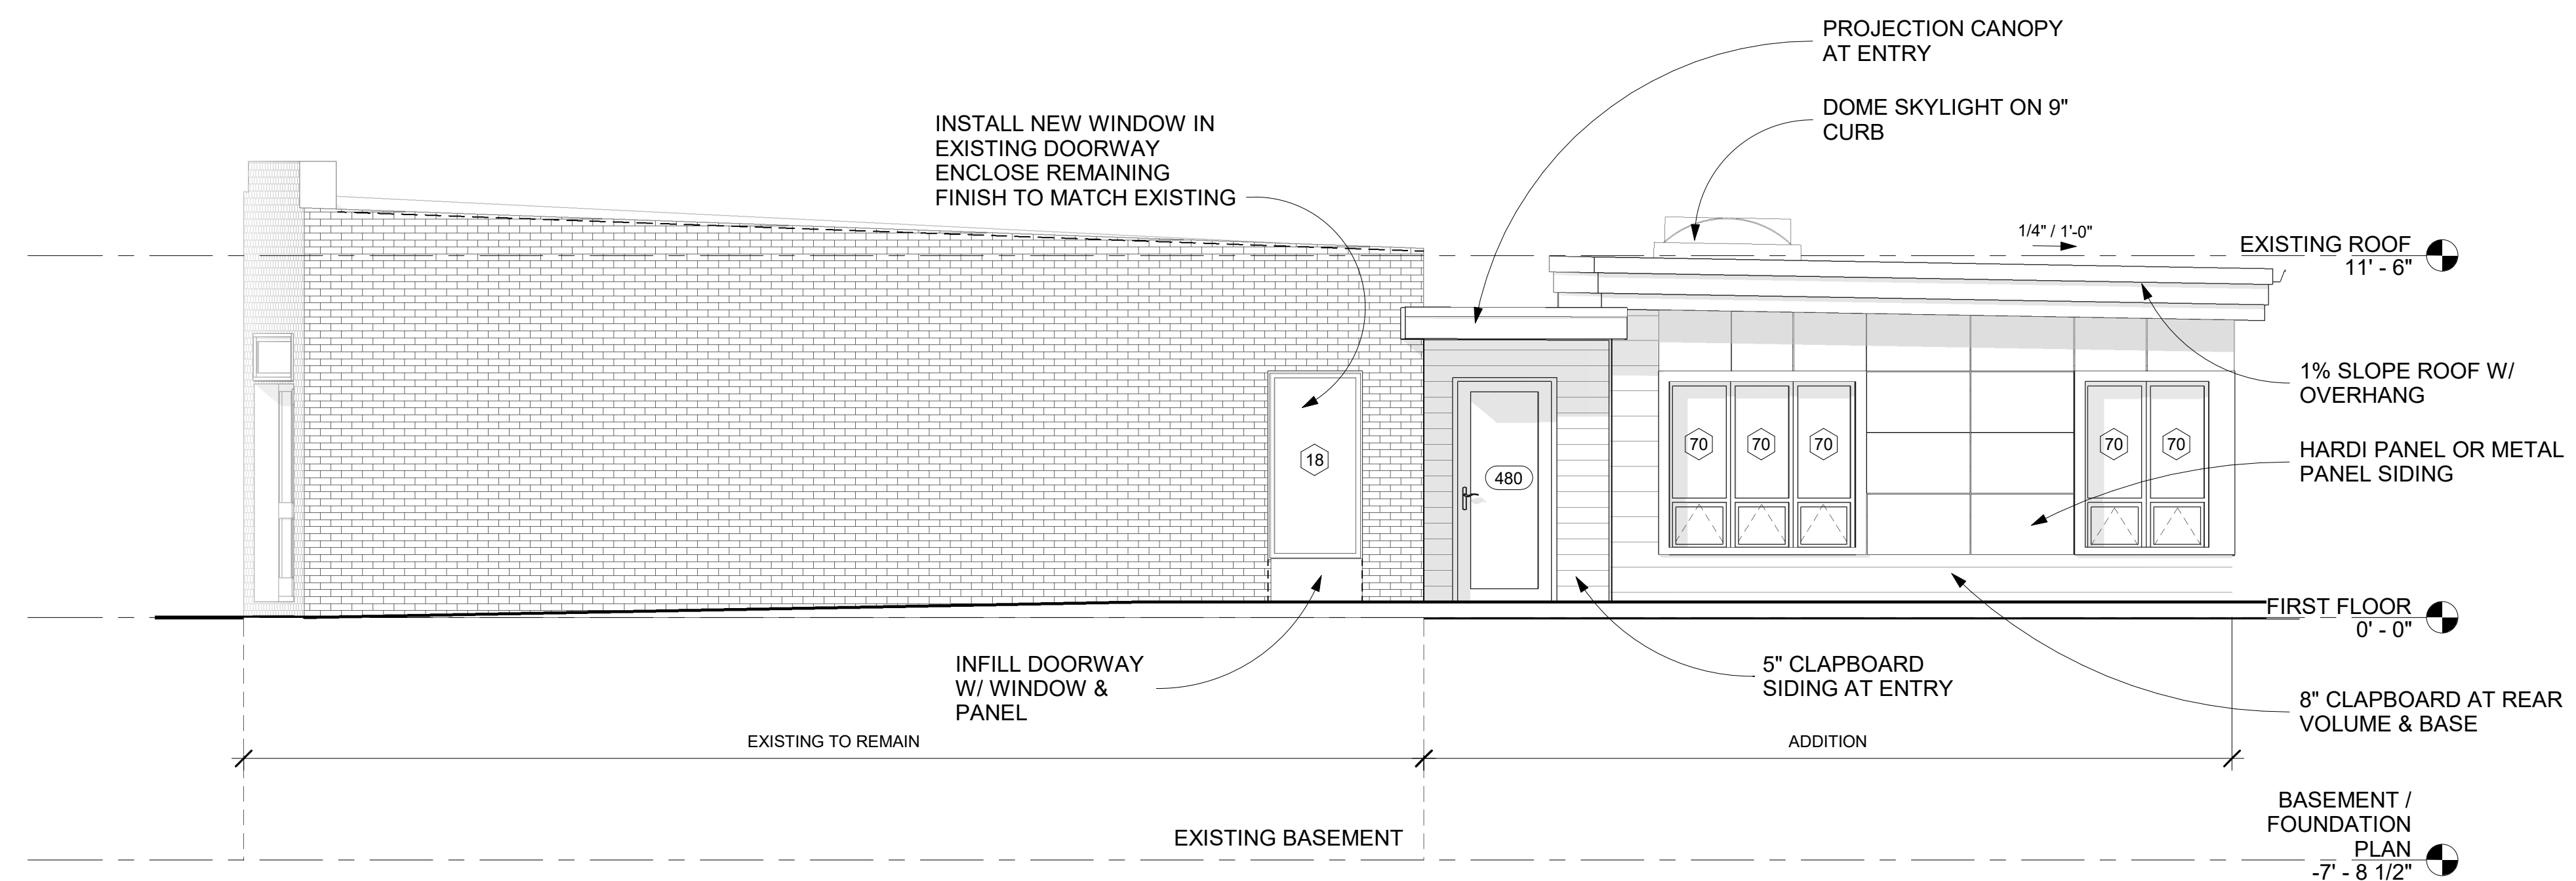 PROJECTION CANOPY
AT ENTRY
DOME SKYLIGHT ON 9"
CURB
INSTALL NEW WINDOW IN
EXISTING DOORWAY
ENCLOSE REMAINING
FINISH TO MATCH EXISTING
1/4" / 1'-0"
EXISTING ROOF
11' - 6"
1% SLOPE ROOF W/
OVERHANG
HARDI PANEL OR METAL
PANEL SIDING
18
480
70
70
70
70
70
FIRST FLOOR
0' - 0"
INFILL DOORWAY
W/ WINDOW &
PANEL
5" CLAPBOARD
SIDING AT ENTRY
8" CLAPBOARD AT REAR
VOLUME & BASE
EXISTING TO REMAIN
ADDITION
EXISTING BASEMENT
BASEMENT /
FOUNDATION
PLAN
-7' - 8 1/2"